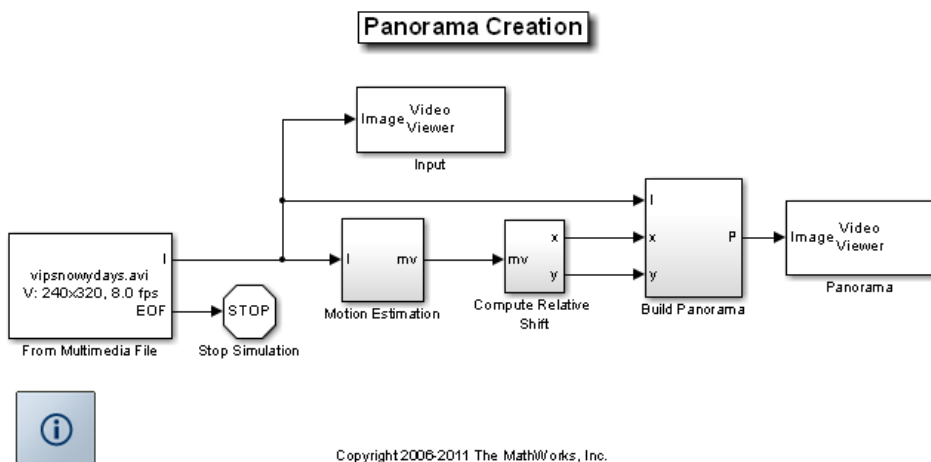 Panorama Creation
Image
Video
Viewer
Input
I
vipsnowydays.avi
V: 240x320, 8.0 fps
EOF
From Multimedia File
STOP
Stop Simulation
I
mv
Motion Estimation
mv
x
y
Compute Relative
Shift
I
x
y
P
Build Panorama
Image
Video
Viewer
Panorama
i
Copyright 2006-2011 The MathWorks, Inc.